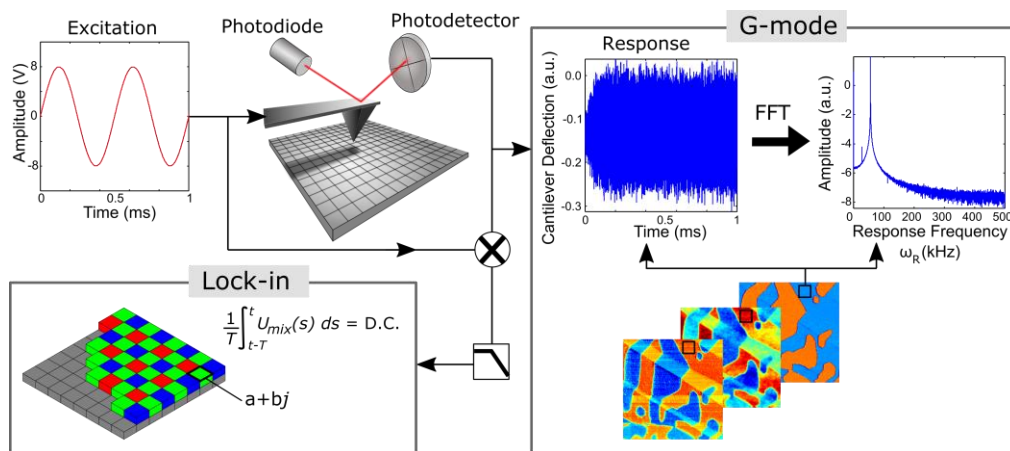 Excitation
Amplitude (V)
8
0
-8
0
0.5
1
Time (ms)
Photodiode
Photodetector
G-mode
Response
Cantilever Deflection (a.u.)
0.0
-0.1
-0.2
-0.3
0
0.5
1
Time (ms)
FFT
Amplitude (a.u.)
2
0
-2
-4
-6
-8
0
100
200
300
400
500
Response Frequency
ω_R(kHz)
Lock-in
1/T ∫_{t-T}^{t} U_mix(s) ds = D.C.
a+bj